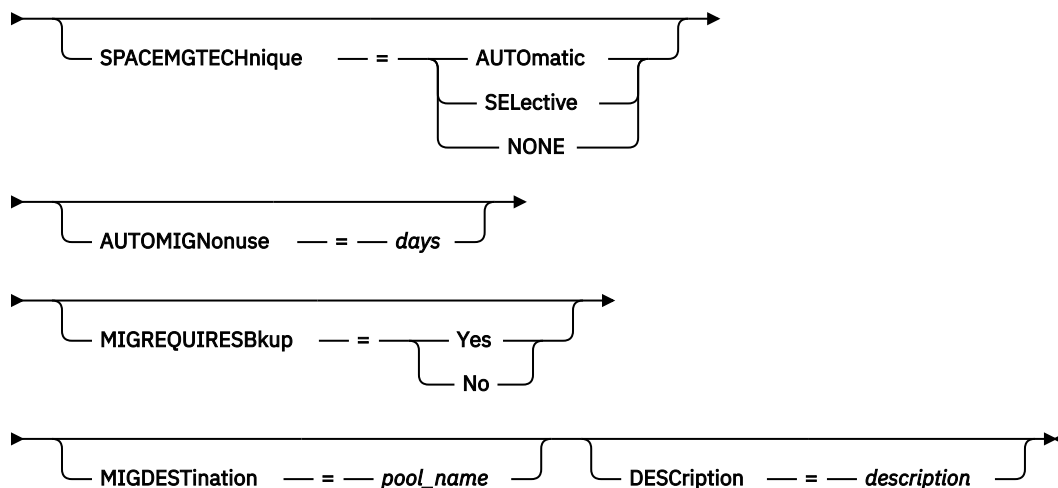 SPACEMGTECHnique = AUTOmatic
SELective
NONE
AUTOMIGNonuse = days
MIGREQUIRESBkup = Yes
No
MIGDESTination = pool_name DESCription = description